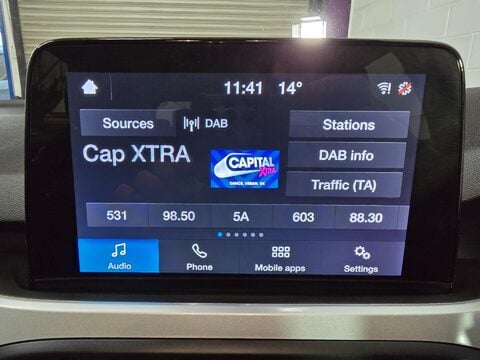 11:41 14°
Sources DAB Stations
Cap XTRA
CAPITAL
XTRA
DANCE, URBAN, UK
DAB info
Traffic (TA)
531 98.50 5A 603 88.30
Audio Phone Mobile apps Settings